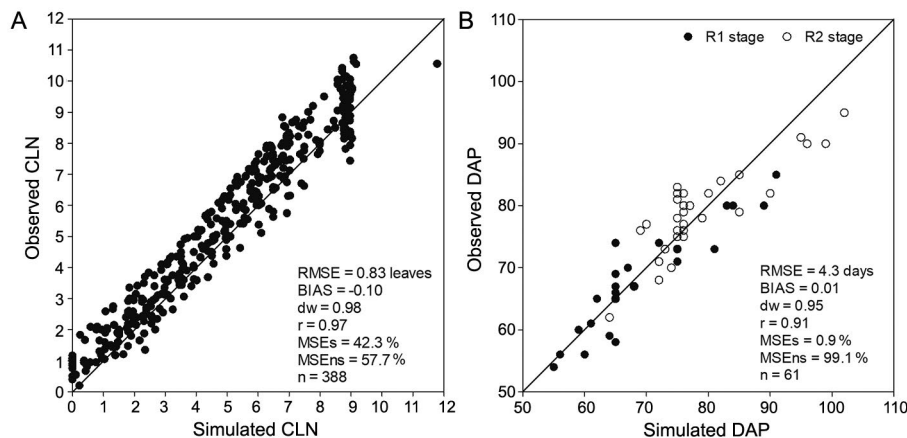 A
12
11
10
9
8
7
6
5
4
3
2
1
0
Observed CLN
RMSE = 0.83 leaves
BIAS = -0.10
dw = 0.98
r = 0.97
MSEs = 42.3 %
MSEns = 57.7 %
n = 388
0 1 2 3 4 5 6 7 8 9 10 11 12
Simulated CLN
B
110
100
90
80
70
60
50
Observed DAP
R1 stage R2 stage
RMSE = 4.3 days
BIAS = 0.01
dw = 0.95
r = 0.91
MSEs = 0.9 %
MSEns = 99.1 %
n = 61
50 60 70 80 90 100 110
Simulated DAP